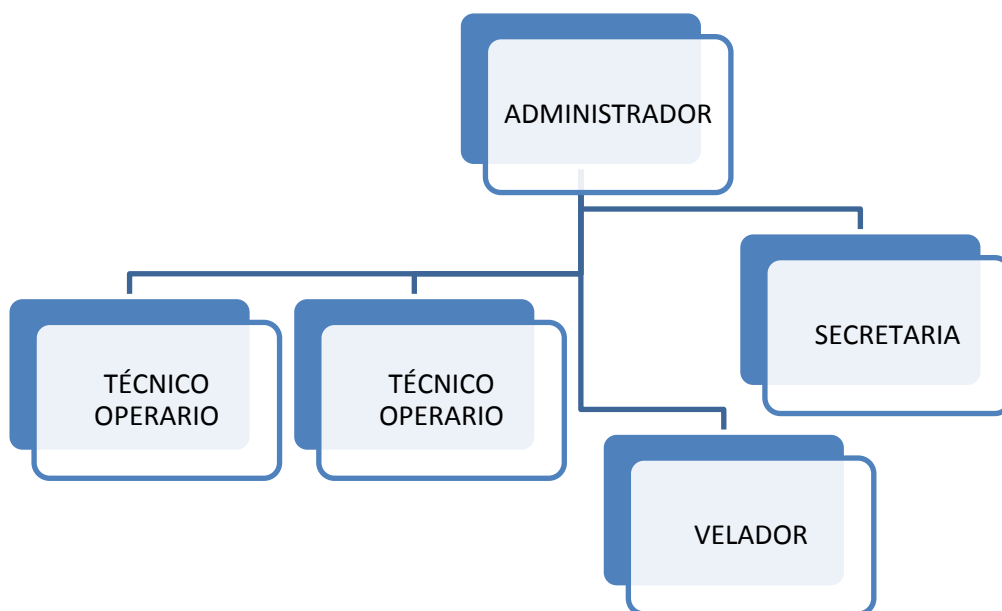 ADMINISTRADOR
SECRETARIA
TÉCNICO
OPERARIO
TÉCNICO
OPERARIO
VELADOR